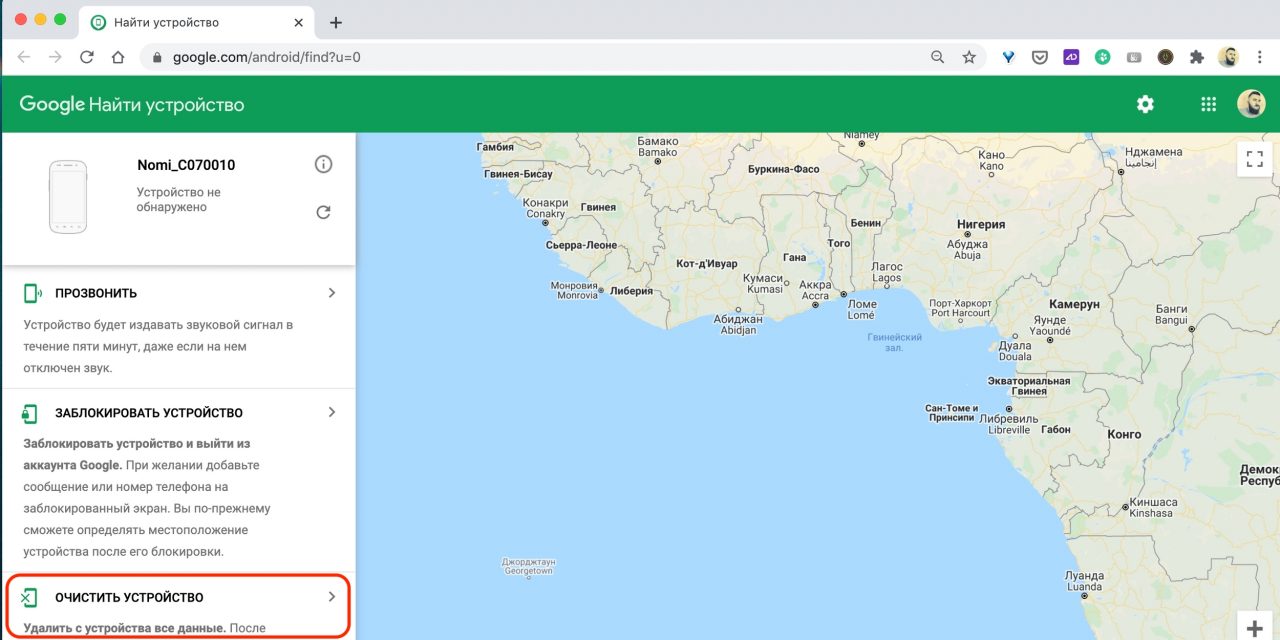 Найти устройство
google.com/android/find?u=0
Google Найти устройство
Nomi_C070010
Устройство не
обнаружено
ПРОЗВОНИТЬ
Устройство будет издавать звуковой сигнал в
течение пяти минут, даже если на нем
отключен звук.
ЗАБЛОКИРОВАТЬ УСТРОЙСТВО
Заблокировать устройство и выйти из
аккаунта Google. При желании добавьте
сообщение или номер телефона на
заблокированный экран. Вы по-прежнему
сможете определять местоположение
устройства после его блокировки.
ОЧИСТИТЬ УСТРОЙСТВО
Удалить с устройства все данные. После
Гамбия
Гвинея-Бисау
Бамако
Bamako
Niamey
Буркина-Фасо
Кано
Kano
Нджамена
إنجامينا
Конакри
Conakry
Гвинея
Сьерра-Леоне
Бенин
Того
Гана
Нигерия
Абуджа
Abuja
Кот-д'Ивуар
Кумаси
Kumasi
Аккра
Accra
Лагос
Lagos
Монровия
Monrovia
Либерия
Абиджан
Abidjan
Ломе
Lomé
Порт-Харкорт
Port Harcourt
Камерун
Яунде
Yaoundé
Банги
Bangui
Гвинейский
зал.
Дуала
Douala
Экваториальная
Гвинея
Сан-Томе и
Принсипи
Либревиль
Libreville
Габон
Конго
Демок
Респуб
Киншаса
Kinshasa
Джорджтаун
Georgetown
Луанда
Luanda